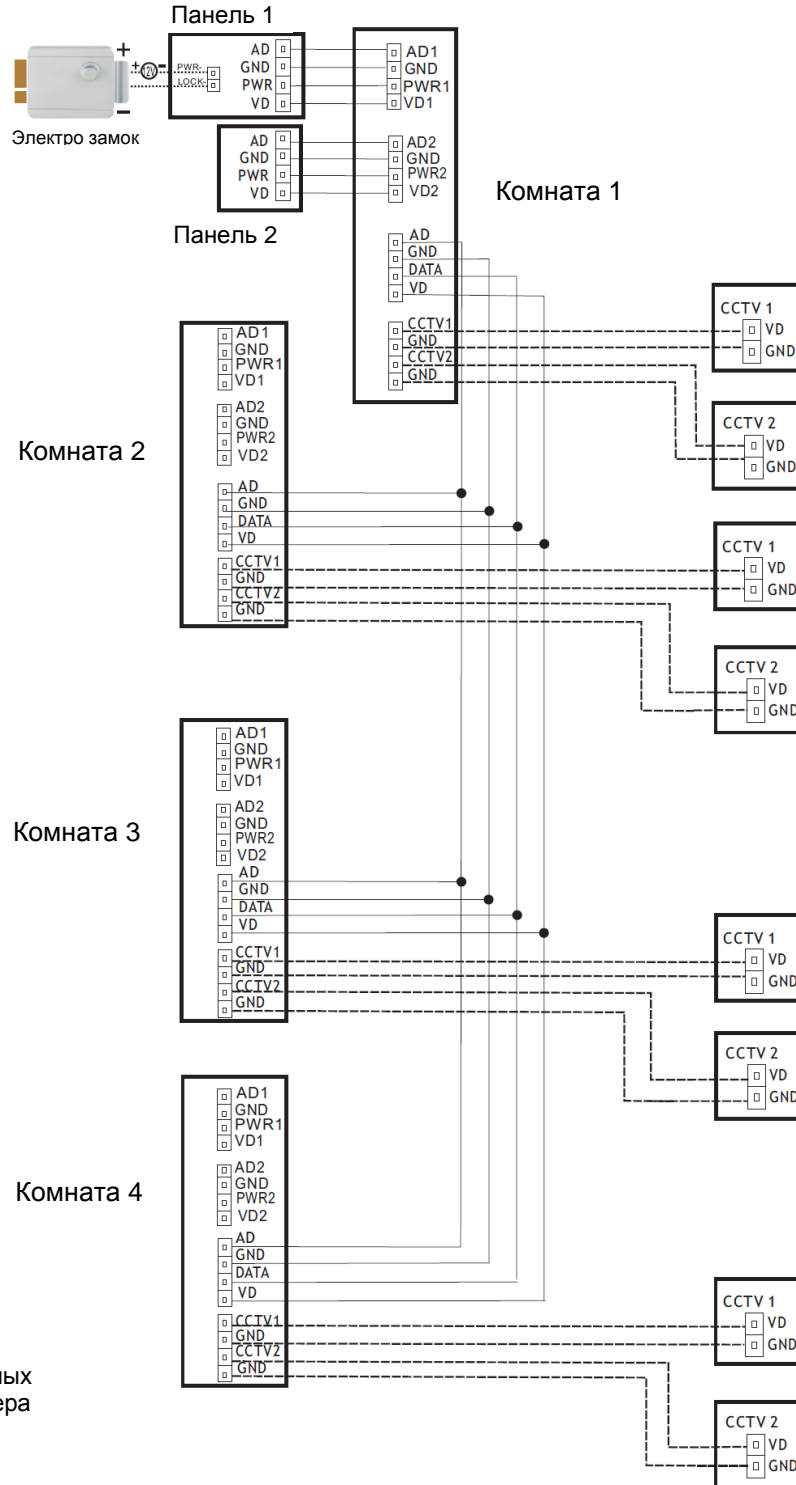 Панель 1
AD
GND
PWR
VD
PWR-
LOCK-
+ 12V -
+
−
Электро замок
AD1
GND
PWR1
VD1
AD
GND
PWR
VD
AD2
GND
PWR2
VD2
Панель 2
Комната 1
AD
GND
DATA
VD
CCTV1
GND
CCTV2
GND
CCTV 1
VD
GND
CCTV 2
VD
GND
Комната 2
AD1
GND
PWR1
VD1
AD2
GND
PWR2
VD2
AD
GND
DATA
VD
CCTV1
GND
CCTV2
GND
CCTV 1
VD
GND
CCTV 2
VD
GND
Комната 3
AD1
GND
PWR1
VD1
AD2
GND
PWR2
VD2
AD
GND
DATA
VD
CCTV1
GND
CCTV2
GND
CCTV 1
VD
GND
CCTV 2
VD
GND
Комната 4
AD1
GND
PWR1
VD1
AD2
GND
PWR2
VD2
AD
GND
DATA
VD
CCTV1
GND
CCTV2
GND
CCTV 1
VD
GND
CCTV 2
VD
GND
ных
ера